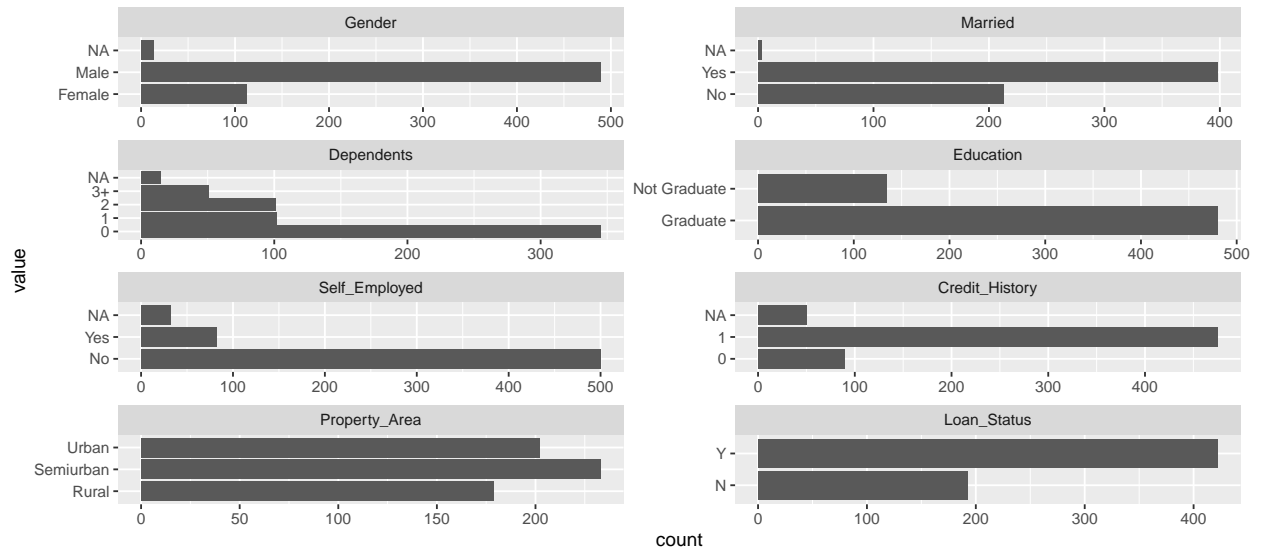 Gender
NA
Male
Female
0 100 200 300 400 500
Married
NA
Yes
No
0 100 200 300 400
Dependents
NA
3+
2
1
0
0 100 200 300
Education
Not Graduate
Graduate
0 100 200 300 400 500
Self_Employed
NA
Yes
No
0 100 200 300 400 500
Credit_History
NA
1
0
0 100 200 300 400
Property_Area
Urban
Semiurban
Rural
0 50 100 150 200
Loan_Status
Y
N
0 100 200 300 400
value
count